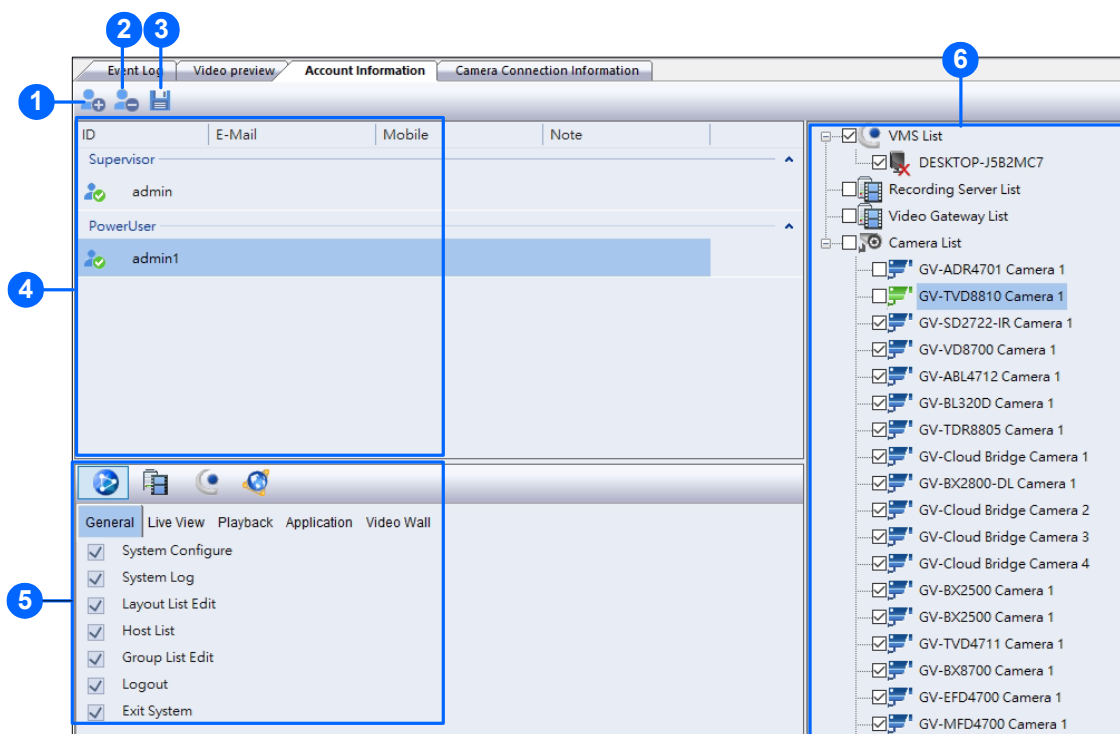 2 3
6
Event Log Video preview Account Information Camera Connection Information
1
ID E-Mail Mobile Note
Supervisor
admin
PowerUser
admin1
4
General Live View Playback Application Video Wall
System Configure
System Log
Layout List Edit
5
Host List
Group List Edit
Logout
Exit System
VMS List
DESKTOP-J5B2MC7
Recording Server List
Video Gateway List
Camera List
GV-ADR4701 Camera 1
GV-TVD8810 Camera 1
GV-SD2722-IR Camera 1
GV-VD8700 Camera 1
GV-ABL4712 Camera 1
GV-BL320D Camera 1
GV-TDR8805 Camera 1
GV-Cloud Bridge Camera 1
GV-BX2800-DL Camera 1
GV-Cloud Bridge Camera 2
GV-Cloud Bridge Camera 3
GV-Cloud Bridge Camera 4
GV-BX2500 Camera 1
GV-BX2500 Camera 1
GV-TVD4711 Camera 1
GV-BX8700 Camera 1
GV-EFD4700 Camera 1
GV-MFD4700 Camera 1